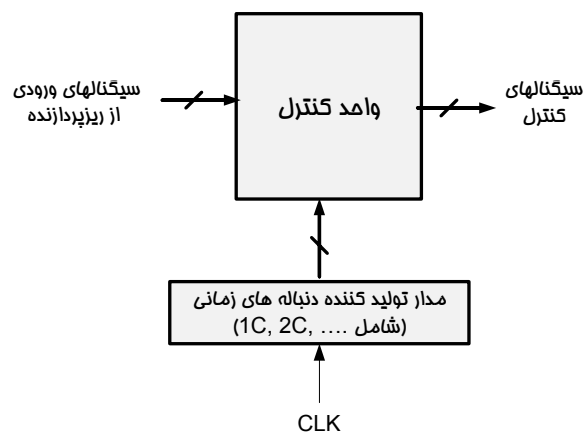 سیگنالهای ورودی
از ریزپردازنده
واحد کنترل
سیگنالهای
کنترل
مدار تولید کننده دنباله های زمانی
(شامل .... ,1C, 2C)
CLK